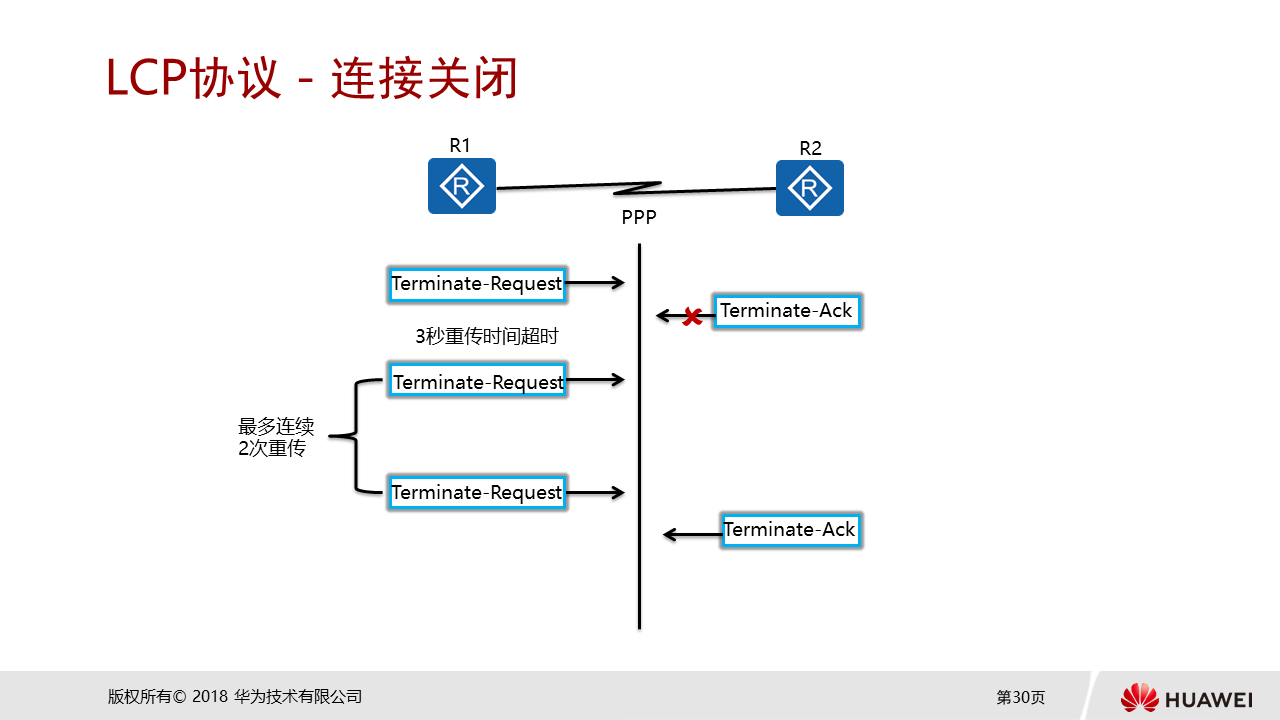 LCP协议 - 连接关闭
R1
R2
R
R
PPP
Terminate-Request
Terminate-Ack
3秒重传时间超时
Terminate-Request
最多连续
2次重传
Terminate-Request
Terminate-Ack
版权所有© 2018 华为技术有限公司
第30页
HUAWEI